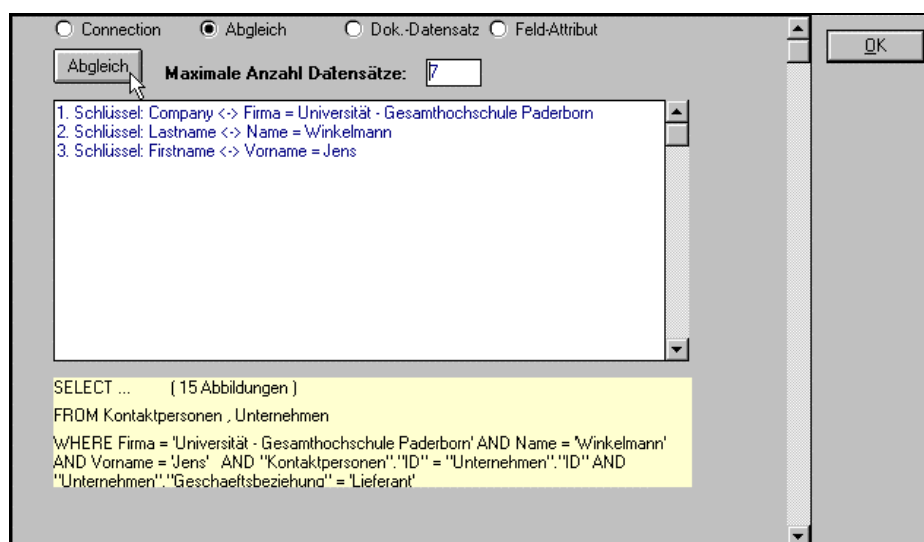 Connection Abgleich Dok.-Datensatz Feld-Attribut
OK
Abgleich Maximale Anzahl Datensätze: 7
1. Schlüssel: Company <-> Firma = Universität - Gesamthochschule Paderborn
2. Schlüssel: Lastname <-> Name = Winkelmann
3. Schlüssel: Firstname <-> Vorname = Jens
SELECT ... ( 15 Abbildungen )
FROM Kontaktpersonen , Unternehmen
WHERE Firma = 'Universität - Gesamthochschule Paderborn' AND Name = 'Winkelmann'
AND Vorname = 'Jens' AND "Kontaktpersonen"."ID" = "Unternehmen"."ID" AND
"Unternehmen"."Geschaeftsbeziehung" = 'Lieferant'